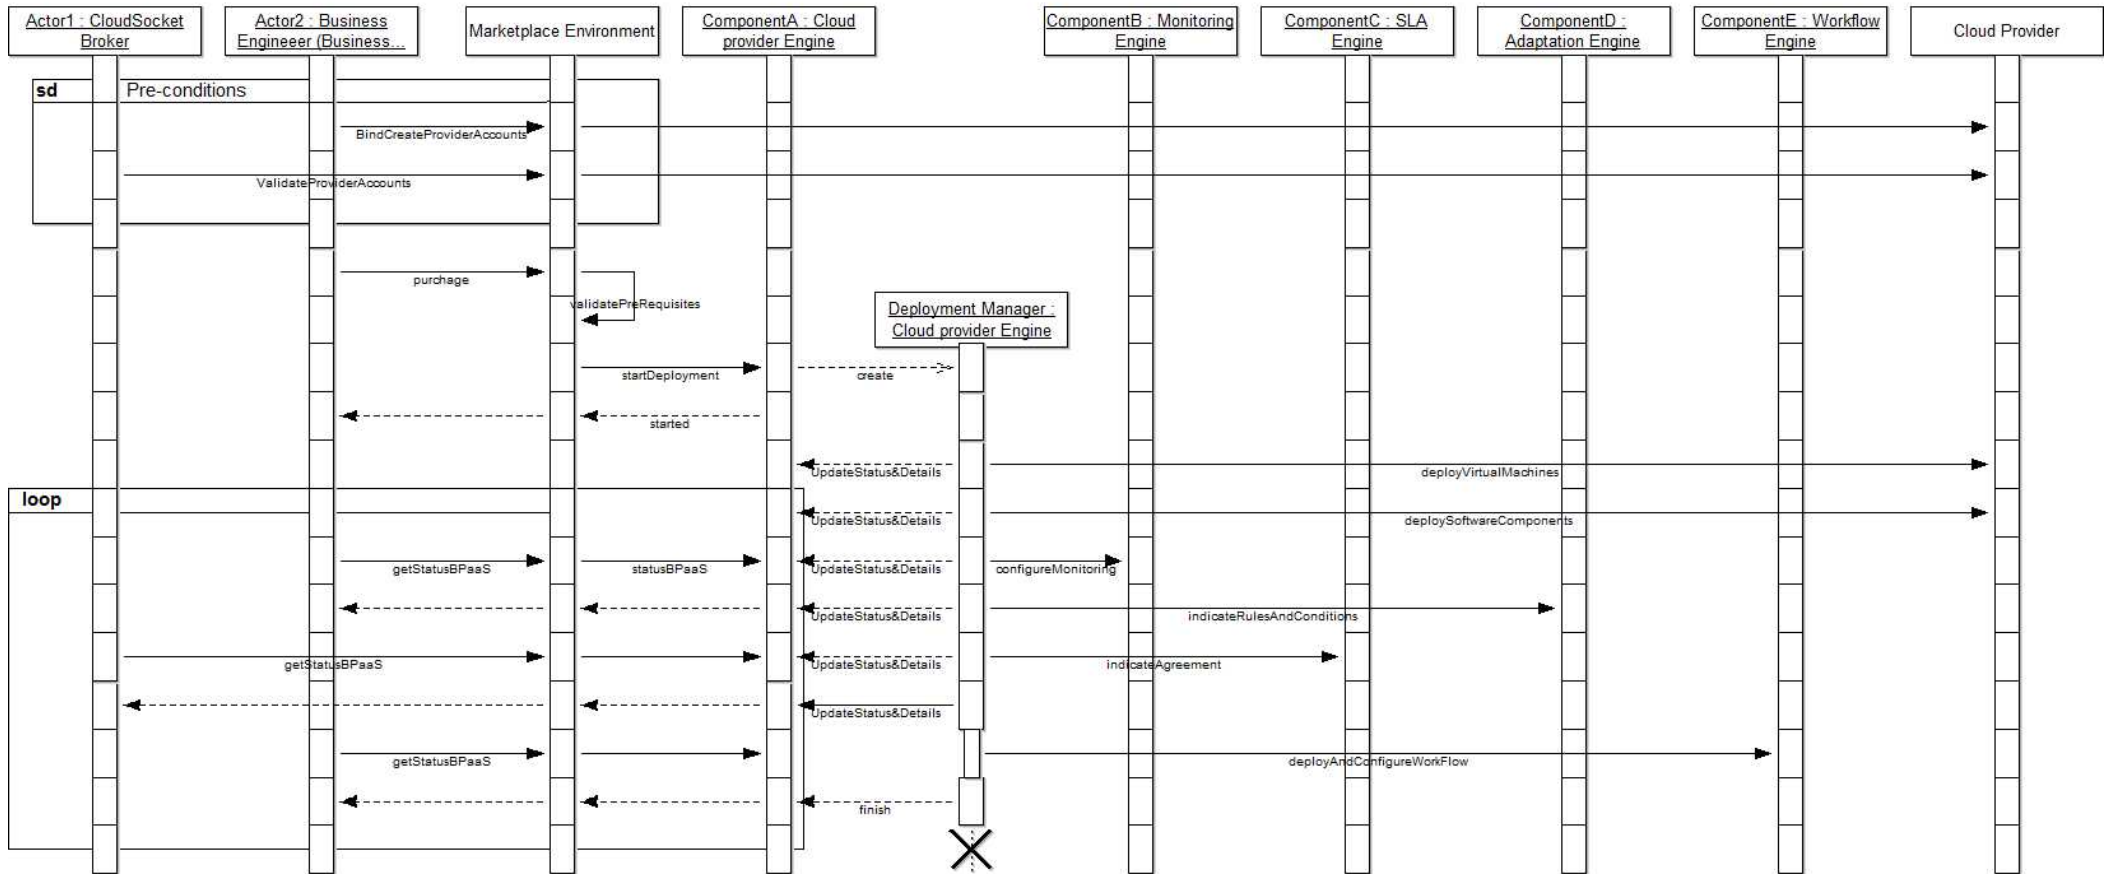 Actor1 : CloudSocket
Broker
Actor2 : Business
Engineeer (Business...
Marketplace Environment
ComponentA : Cloud
provider Engine
ComponentB : Monitoring
Engine
ComponentC : SLA
Engine
ComponentD :
Adaptation Engine
ComponentE : Workflow
Engine
Cloud Provider
sd Pre-conditions
BindCreateProviderAccounts
ValidateProviderAccounts
purchage
validatePreRequisites
Deployment Manager :
Cloud provider Engine
startDeployment
create
started
UpdateStatus&Details
deployVirtualMachines
loop
UpdateStatus&Details
deploySoftwareComponents
getStatusBPaaS
statusBPaaS
UpdateStatus&Details
configureMonitoring
UpdateStatus&Details
indicateRulesAndConditions
getStatusBPaaS
UpdateStatus&Details
indicateAgreement
UpdateStatus&Details
getStatusBPaaS
deployAndConfigureWorkFlow
finish